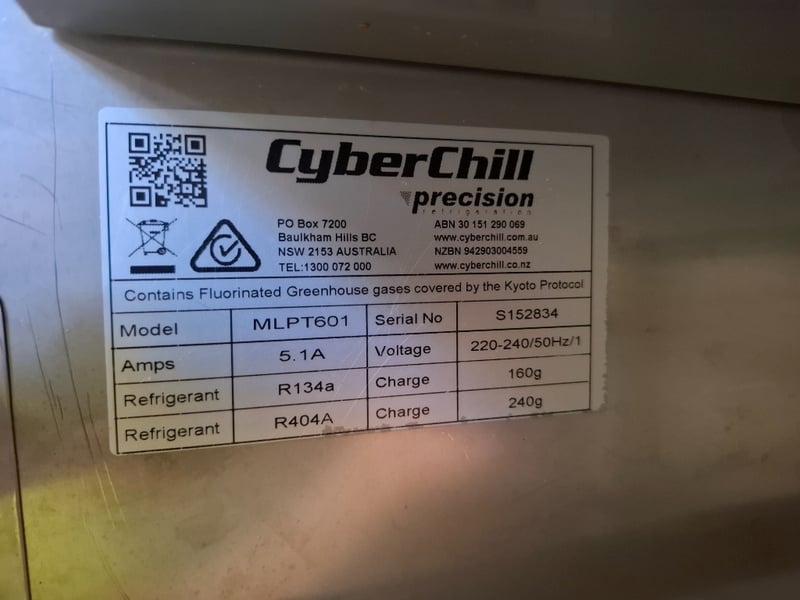 CyberChill
precision
refrigeration
PO Box 7200 ABN 30 151 290 069
Baulkham Hills BC www.cyberchill.com.au
NSW 2153 AUSTRALIA NZBN 942903004559
TEL:1300 072 000 www.cyberchill.co.nz
Contains Fluorinated Greenhouse gases covered by the Kyoto Protocol
Model MLPT601 Serial No S152834
Amps 5.1A Voltage 220-240/50Hz/1
Refrigerant R134a Charge 160g
Refrigerant R404A Charge 240g